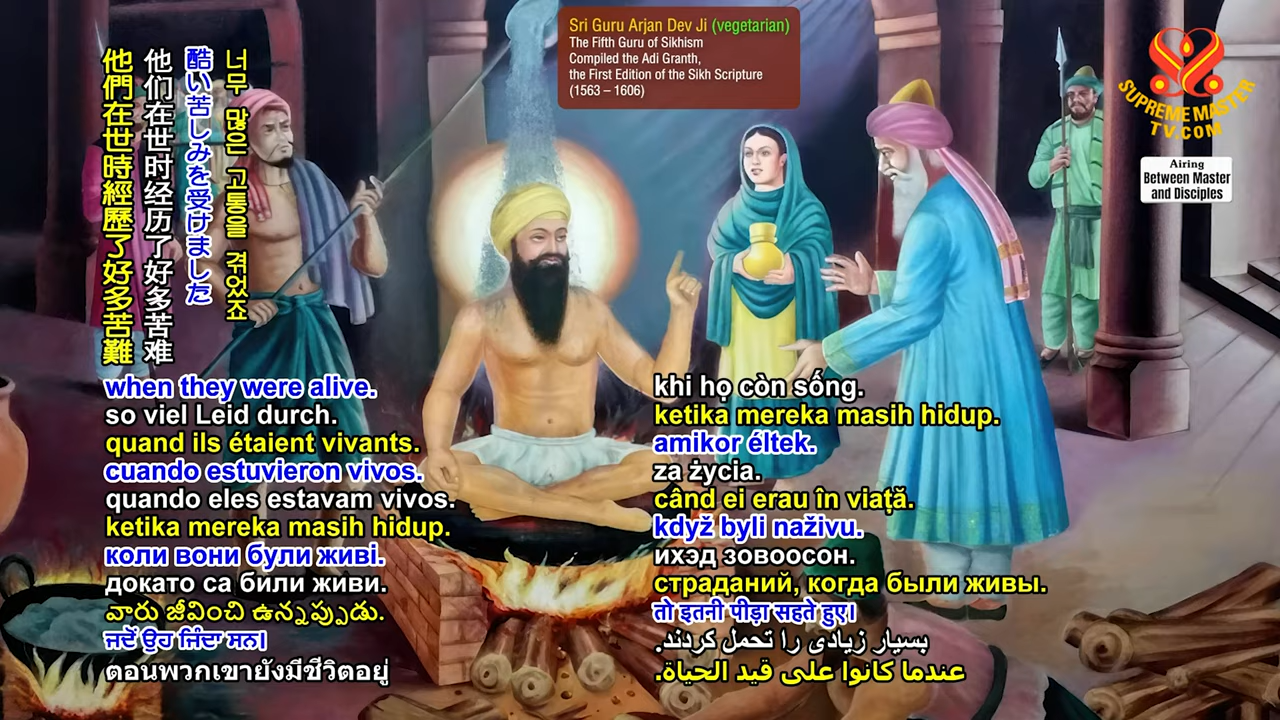 Sri Guru Arjan Dev Ji (vegetarian)
The Fifth Guru of Sikhism
Compiled the Adi Granth,
the First Edition of the Sikh Scripture
(1563 – 1606)
SUPREME MASTER
TV.COM
Airing
Between Master
and Disciples
너무 많은 고통을 겪었죠
酷い苦しみを受けました
他们在世时经历了好多苦难
他們在世時經歷了好多苦難
when they were alive.
so viel Leid durch.
quand ils étaient vivants.
cuando estuvieron vivos.
quando eles estavam vivos.
ketika mereka masih hidup.
коли вони були живі.
докато са били живи.
వారు జీవించి ఉన్నప్పుడు.
ਜਦੋਂ ਉਹ ਜ਼ਿੰਦਾ ਸਨ।
ตอนพวกเขายังมีชีวิตอยู่
khi họ còn sống.
ketika mereka masih hidup.
amikor éltek.
za życia.
când ei erau în viață.
když byli naživu.
ихэд зовоосон.
страданий, когда были живы.
तो इतनी पीड़ा सहते हुए।
بسیار زیادی را تحمل کردند.
عندما كانوا على قيد الحياة.